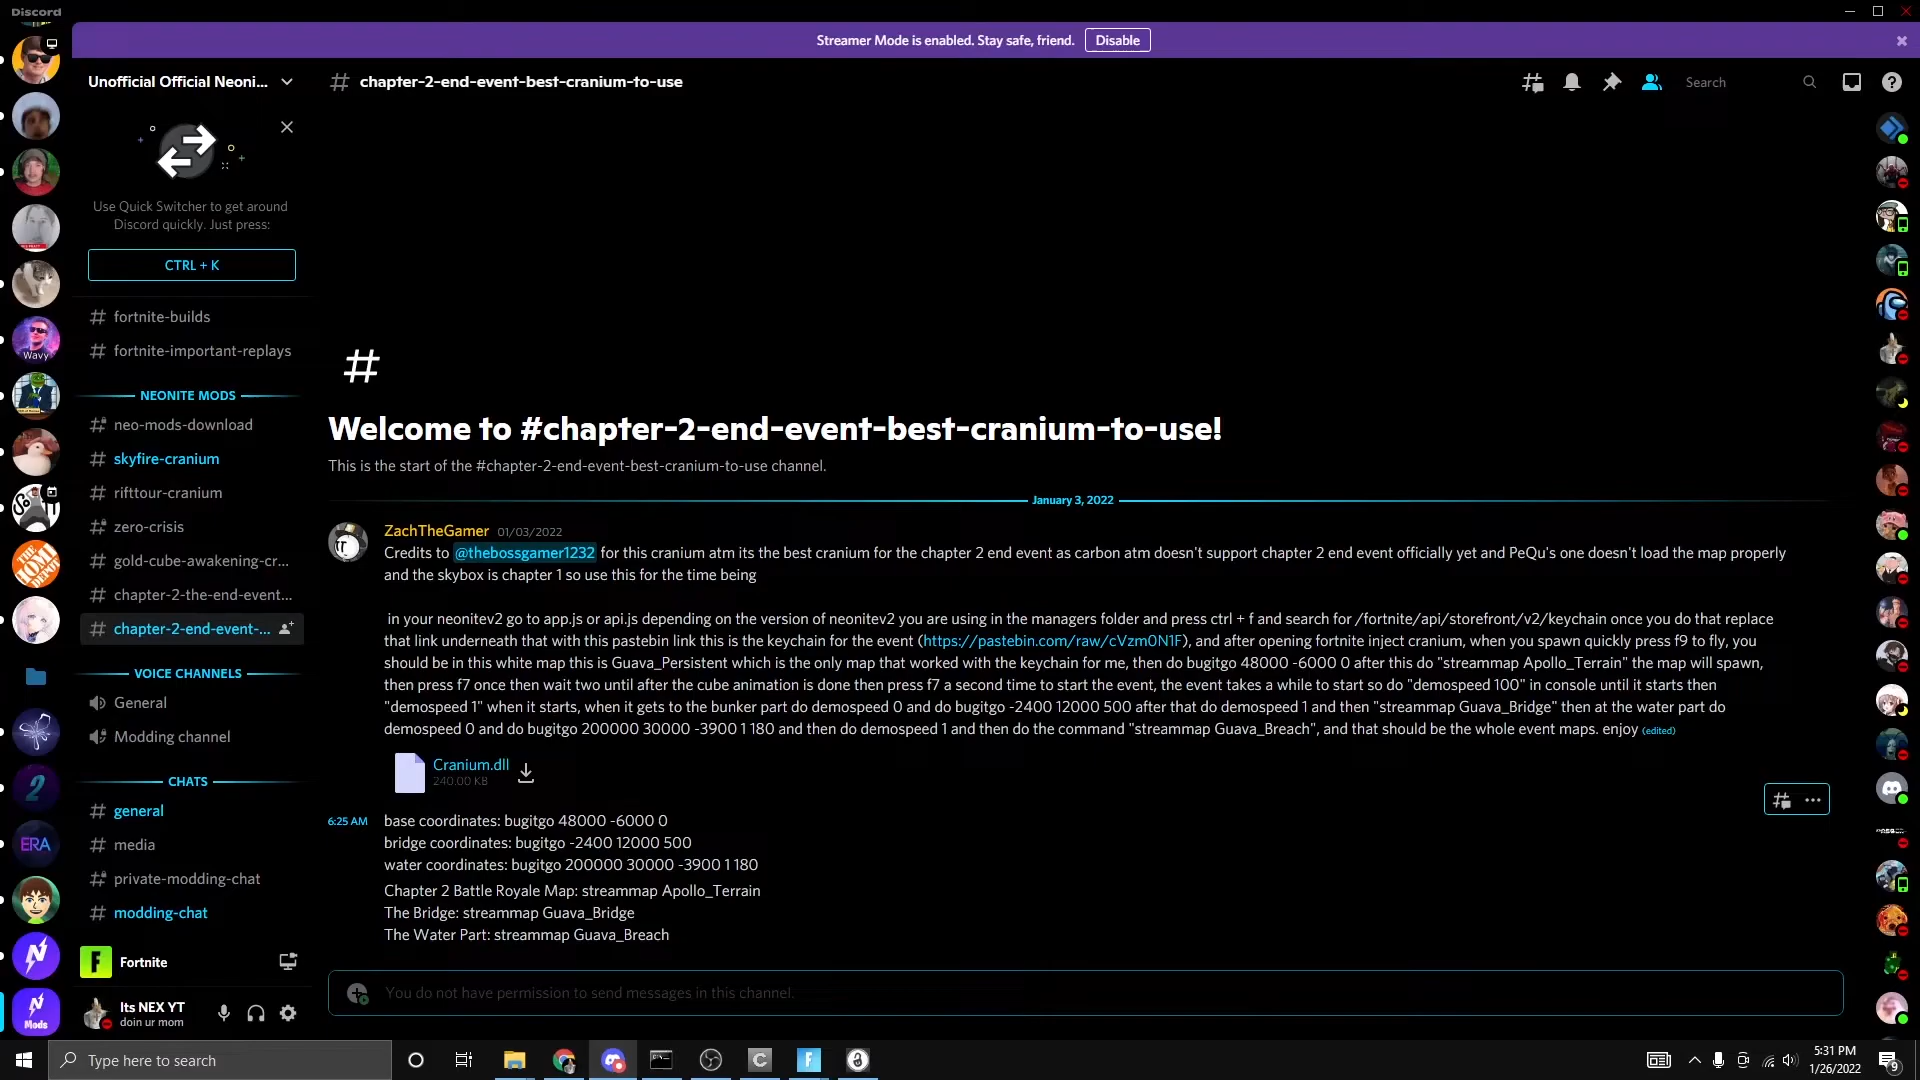 Discord
Streamer Mode is enabled. Stay safe, friend. Disable
Unofficial Official Neoni...
chapter-2-end-event-best-cranium-to-use
Search
Use Quick Switcher to get around
Discord quickly. Just press:
CTRL + K
fortnite-builds
fortnite-important-replays
NEONITE MODS
neo-mods-download
skyfire-cranium
rifttour-cranium
zero-crisis
gold-cube-awakening-cr...
chapter-2-the-end-event...
chapter-2-end-event-...
VOICE CHANNELS
General
Modding channel
CHATS
general
media
private-modding-chat
modding-chat
Fortnite
Its NEX YT
doin ur mom
Wavy
ERA
Mods
Welcome to #chapter-2-end-event-best-cranium-to-use!
This is the start of the #chapter-2-end-event-best-cranium-to-use channel.
January 3, 2022
ZachTheGamer 01/03/2022
Credits to @thebossgamer1232 for this cranium atm its the best cranium for the chapter 2 end event as carbon atm doesn't support chapter 2 end event officially yet and PeQu's one doesn't load the map properly
and the skybox is chapter 1 so use this for the time being
in your neonitev2 go to app.js or api.js depending on the version of neonitev2 you are using in the managers folder and press ctrl + f and search for /fortnite/api/storefront/v2/keychain once you do that replace
that link underneath that with this pastebin link this is the keychain for the event (https://pastebin.com/raw/cVzm0N1F), and after opening fortnite inject cranium, when you spawn quickly press f9 to fly, you
should be in this white map this is Guava_Persistent which is the only map that worked with the keychain for me, then do bugitgo 48000 -6000 0 after this do "streammap Apollo_Terrain" the map will spawn,
then press f7 once then wait two until after the cube animation is done then press f7 a second time to start the event, the event takes a while to start so do "demospeed 100" in console until it starts then
"demospeed 1" when it starts, when it gets to the bunker part do demospeed 0 and do bugitgo -2400 12000 500 after that do demospeed 1 and then "streammap Guava_Bridge" then at the water part do
demospeed 0 and do bugitgo 200000 30000 -3900 1 180 and then do demospeed 1 and then do the command "streammap Guava_Breach", and that should be the whole event maps. enjoy (edited)
Cranium.dll
240.00 KB
6:25 AM base coordinates: bugitgo 48000 -6000 0
bridge coordinates: bugitgo -2400 12000 500
water coordinates: bugitgo 200000 30000 -3900 1 180
Chapter 2 Battle Royale Map: streammap Apollo_Terrain
The Bridge: streammap Guava_Bridge
The Water Part: streammap Guava_Breach
You do not have permission to send messages in this channel.
Type here to search
5:31 PM
1/26/2022
9